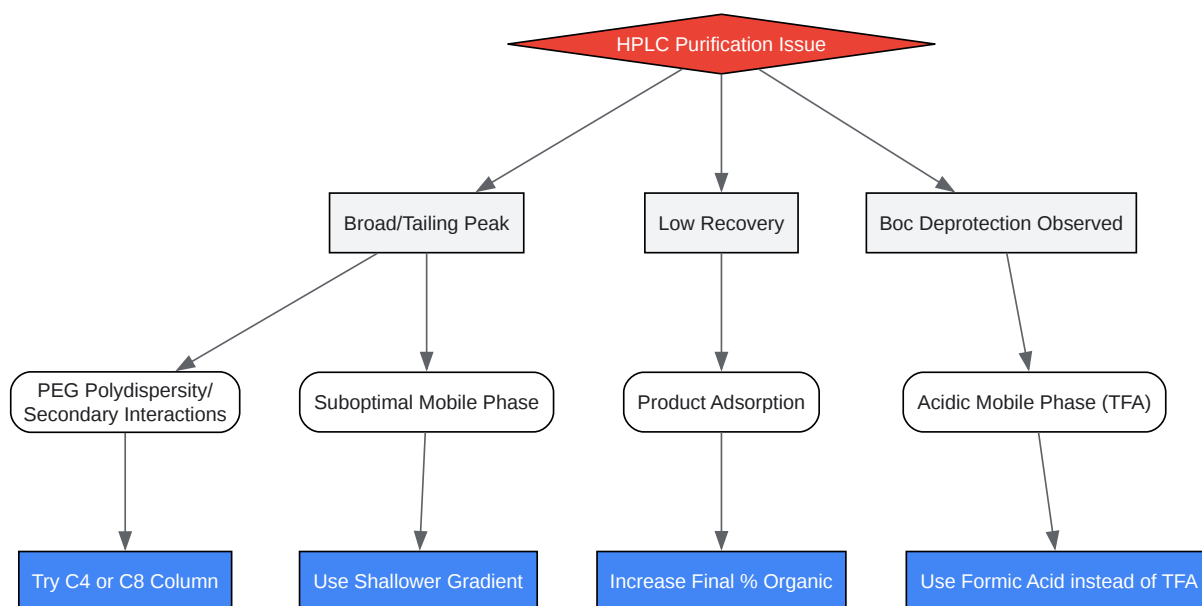 HPLC Purification Issue
Broad/Tailing Peak
Low Recovery
Boc Deprotection Observed
PEG Polydispersity/
Secondary Interactions
Suboptimal Mobile Phase
Product Adsorption
Acidic Mobile Phase (TFA)
Try C4 or C8 Column
Use Shallower Gradient
Increase Final % Organic
Use Formic Acid instead of TFA